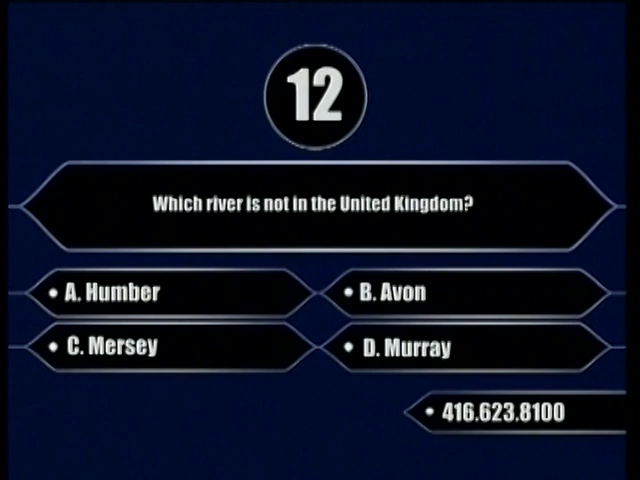 12
Which river is not in the United Kingdom?
A. Humber
B. Avon
C. Mersey
D. Murray
416.623.8100